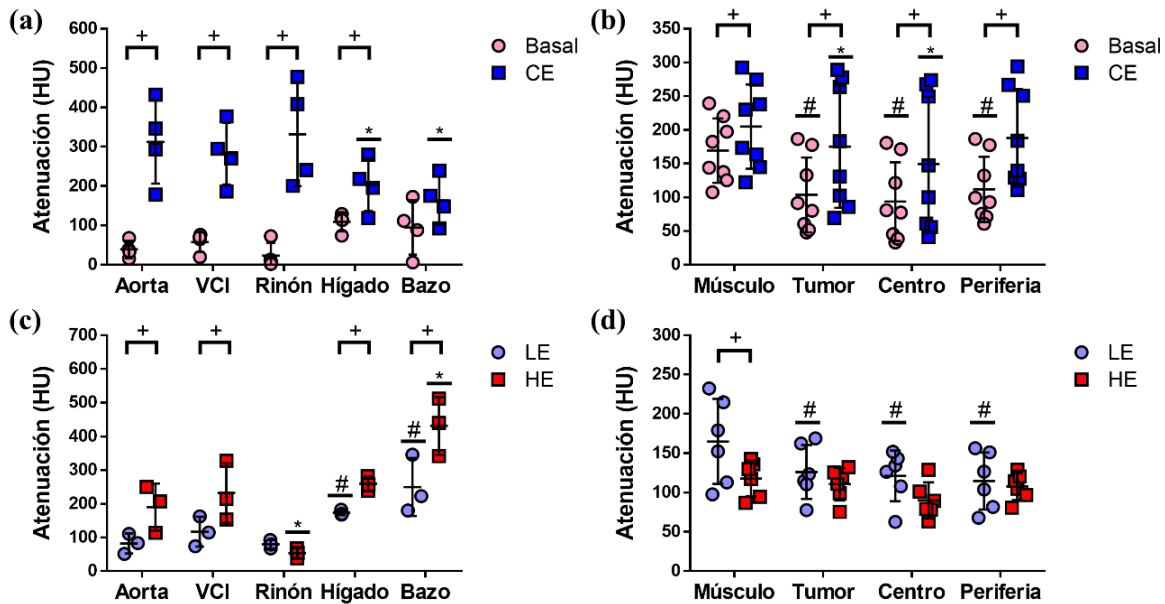 (a)
Atenuación (HU)
600
500
400
300
200
100
0
+ + + +
* *
Aorta VCI Rinón Hígado Bazo
Basal
CE
(b)
Atenuación (HU)
350
300
250
200
150
100
50
0
+ + + +
* *
# # #
Músculo Tumor Centro Periferia
Basal
CE
(c)
Atenuación (HU)
700
600
500
400
300
200
100
0
+ + + +
* # # *
Aorta VCI Rinón Hígado Bazo
LE
HE
(d)
Atenuación (HU)
300
250
200
150
100
50
0
+
# # #
Músculo Tumor Centro Periferia
LE
HE